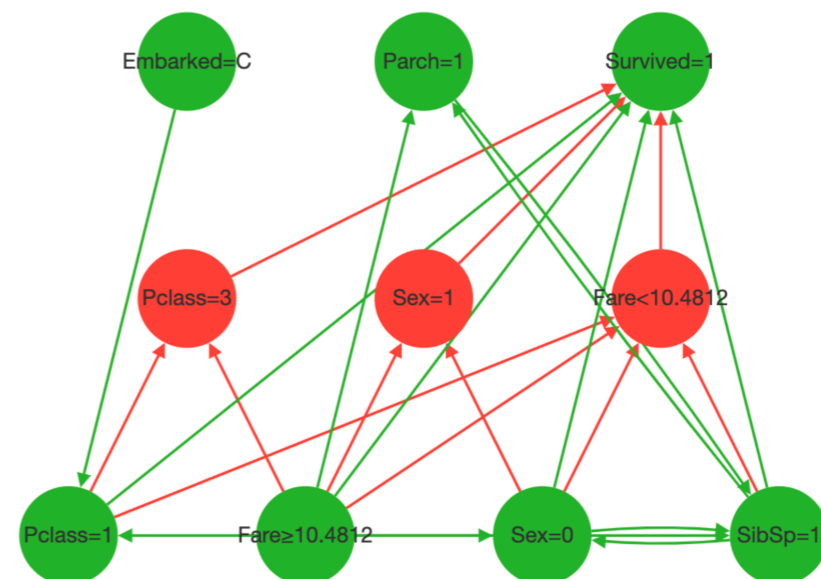 Embarked=C
Parch=1
Survived=1
Pclass=3
Sex=1
Fare<10.4812
Pclass=1
Fare≥10.4812
Sex=0
SibSp=1